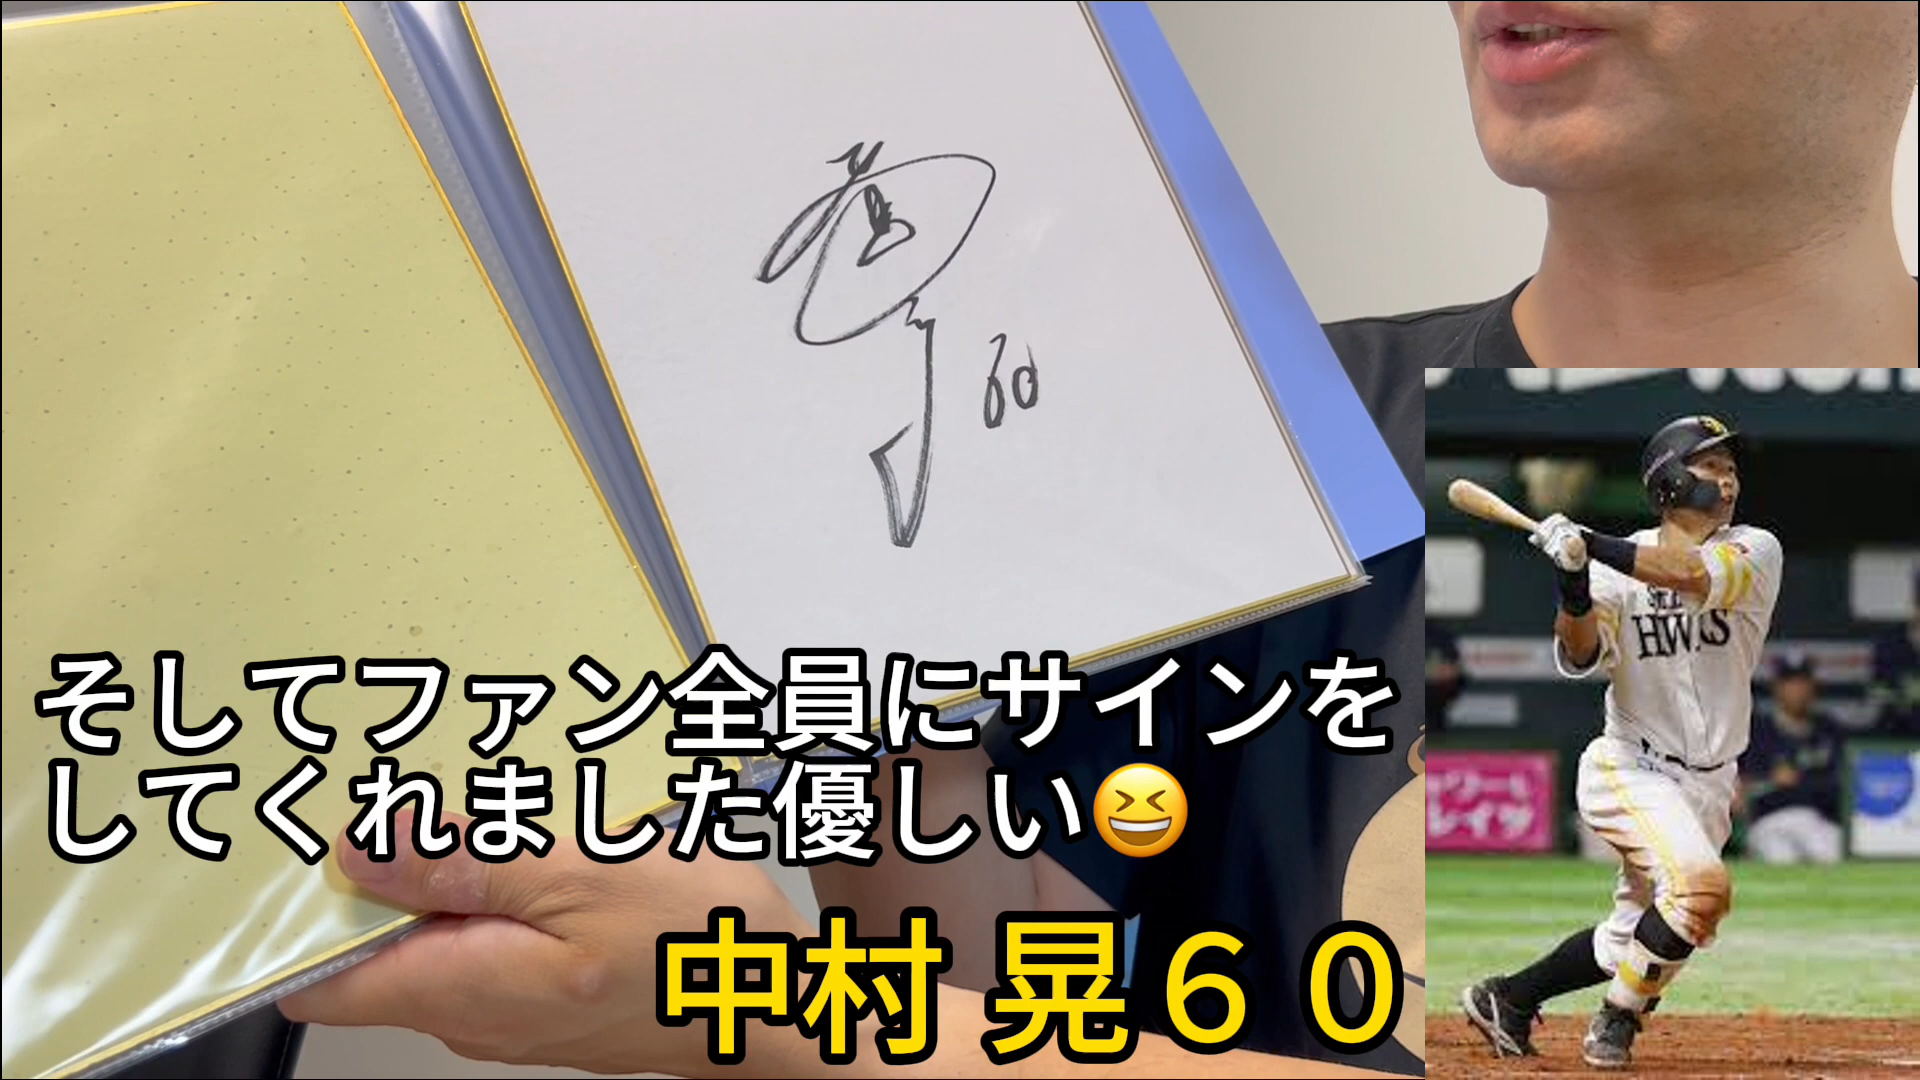 60
そしてファン全員にサインを
してくれました優しい😆
中村 晃６０